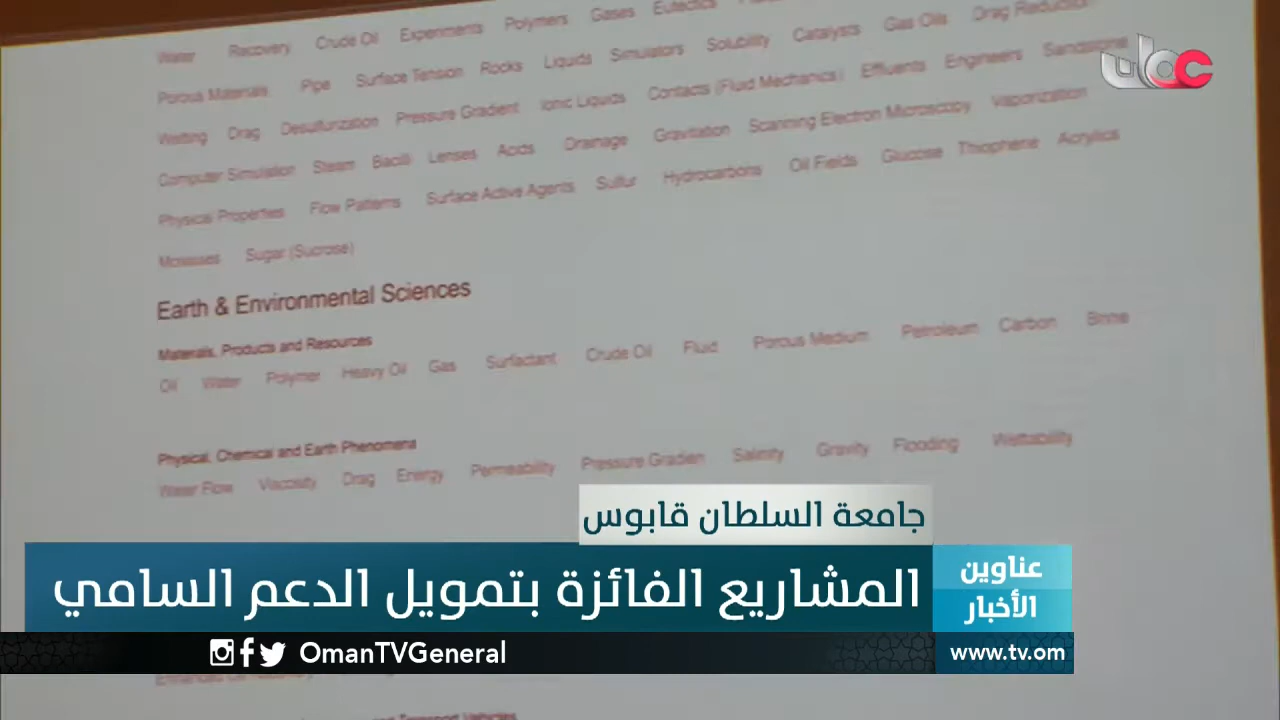 Water Recovery Crude Oil Experiments Polymers Gases Eutectics
Porous Materials Pipe Surface Tension Rocks Liquids Simulators Solubility Catalysts Gas Oils Drag Reduction
Wetting Drag Desulfurization Pressure Gradient Ionic Liquids Contacts (Fluid Mechanics) Effluents Engineers Sandstone
Computer Simulation Steam Bacilli Lenses Acids Drainage Gravitation Scanning Electron Microscopy Vaporization
Physical Properties Flow Patterns Surface Active Agents Sulfur Hydrocarbons Oil Fields Glucose Thiophene Acrylics
Molasses Sugar (Sucrose)
Earth & Environmental Sciences
Materials, Products and Resources
Oil Water Polymer Heavy Oil Gas Surfactant Crude Oil Fluid Porous Medium Petroleum Carbon Brine
Physical, Chemical and Earth Phenomena
Water Flow Viscosity Drag Energy Permeability Pressure Gradien Salinity Gravity Flooding Wettability
جامعة السلطان قابوس
عناوين
الأخبار
المشاريع الفائزة بتمويل الدعم السامي
OmanTVGeneral
www.tv.om